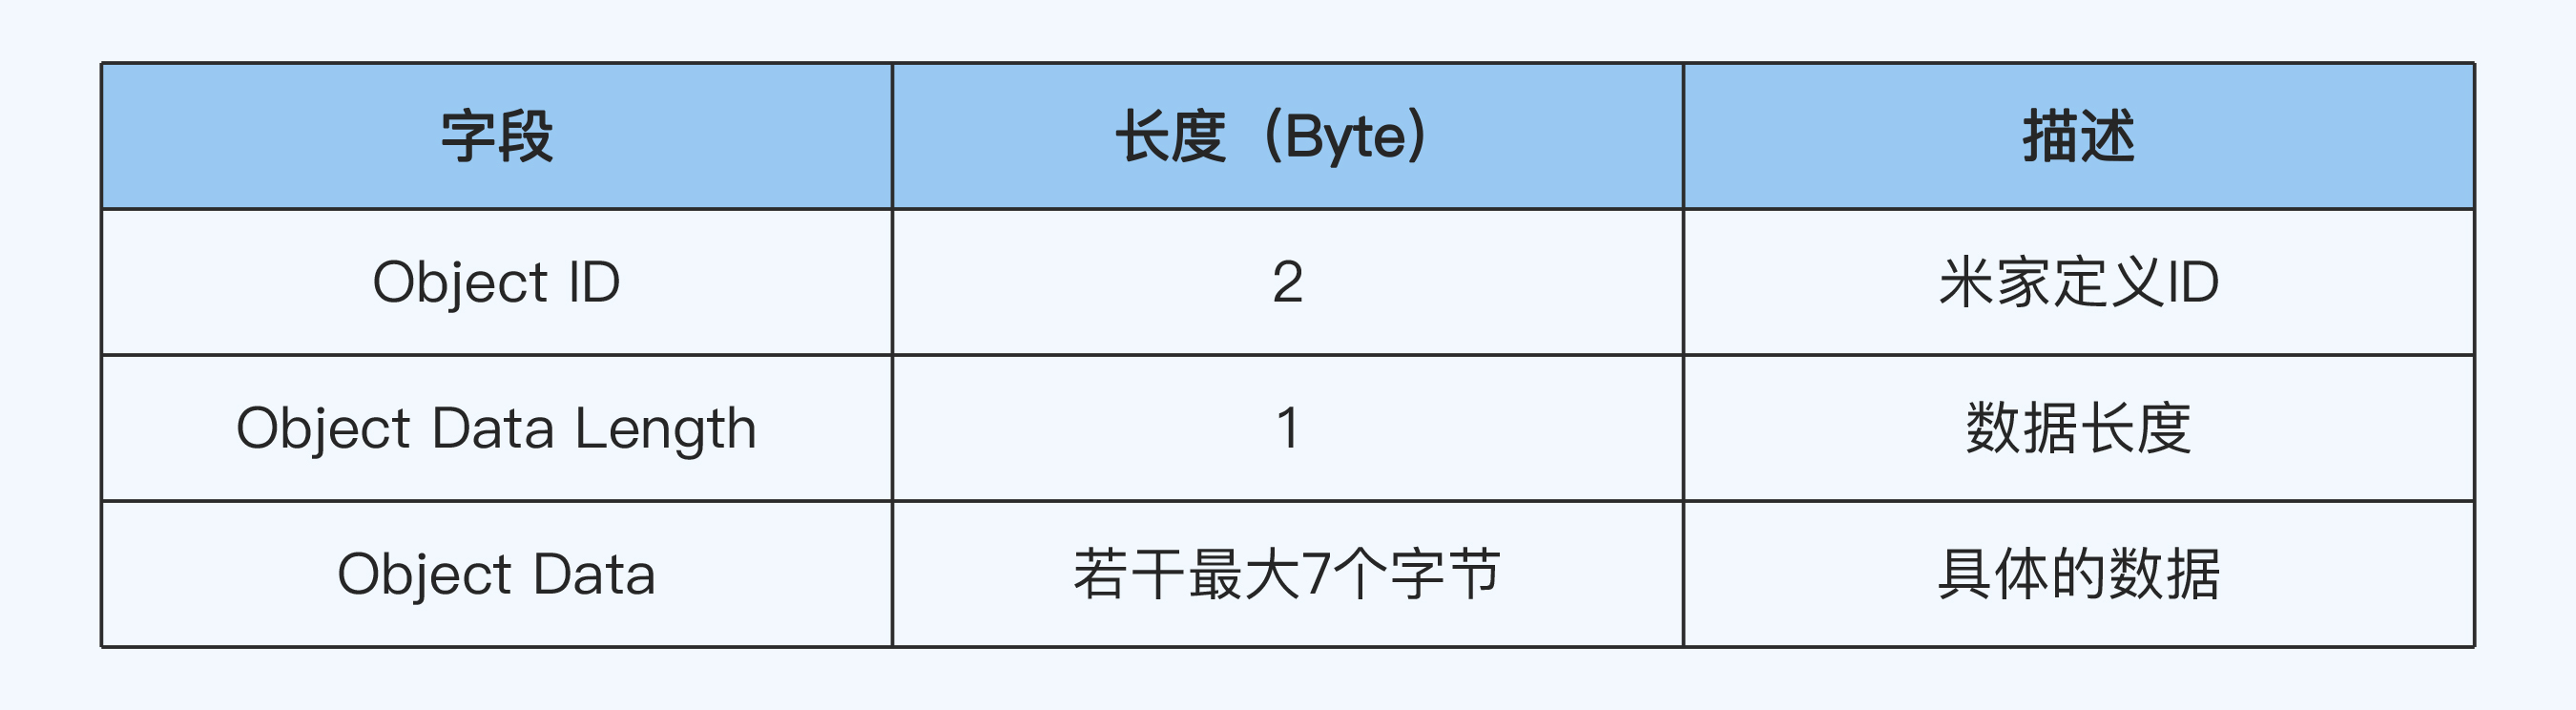 字段 长度（Byte） 描述
Object ID 2 米家定义ID
Object Data Length 1 数据长度
Object Data 若干最大7个字节 具体的数据